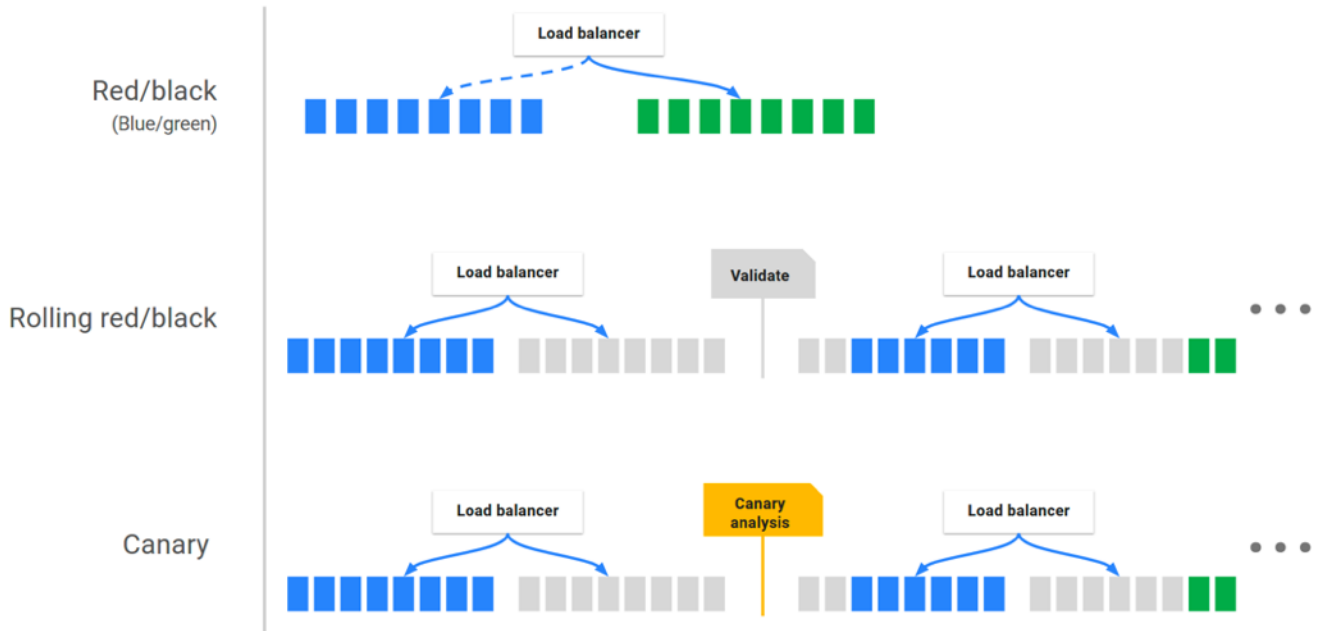 Load balancer
Red/black
(Blue/green)
Load balancer
Validate
Load balancer
Rolling red/black
Load balancer
Canary
analysis
Load balancer
Canary